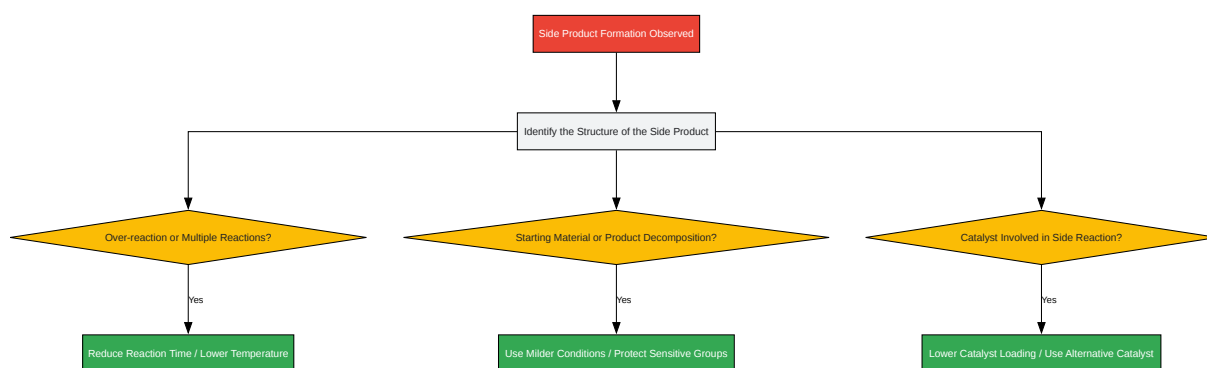 Side Product Formation Observed
Identify the Structure of the Side Product
Over-reaction or Multiple Reactions?
Starting Material or Product Decomposition?
Catalyst Involved in Side Reaction?
Yes
Yes
Yes
Reduce Reaction Time / Lower Temperature
Use Milder Conditions / Protect Sensitive Groups
Lower Catalyst Loading / Use Alternative Catalyst